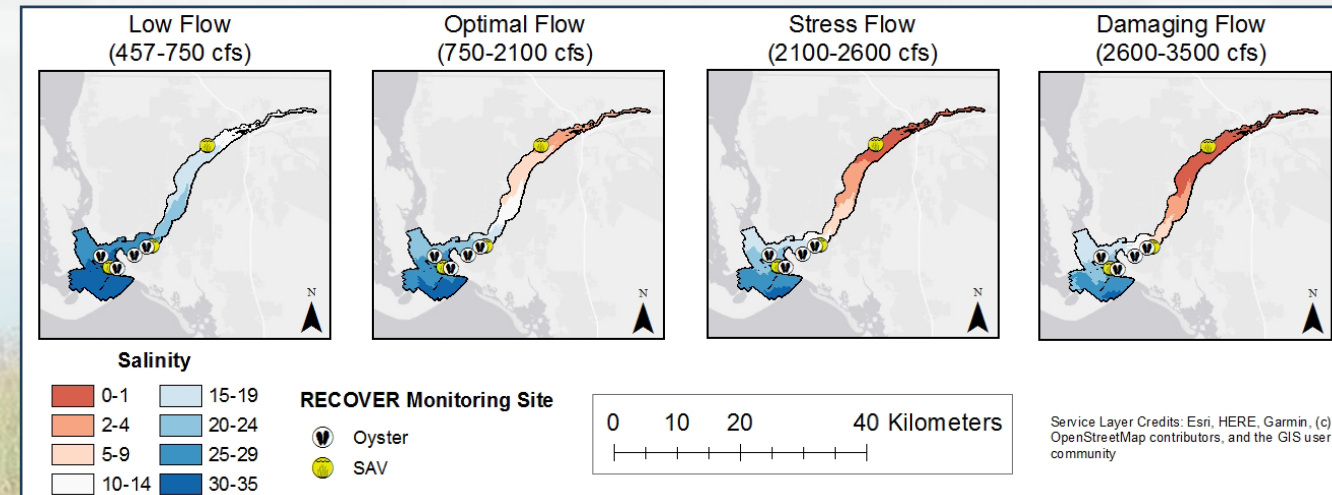 Low Flow
(457-750 cfs)
Optimal Flow
(750-2100 cfs)
Stress Flow
(2100-2600 cfs)
Damaging Flow
(2600-3500 cfs)
N
N
N
N
Salinity
0-1
2-4
5-9
10-14
15-19
20-24
25-29
30-35
RECOVER Monitoring Site
Oyster
SAV
0 10 20 40 Kilometers
Service Layer Credits: Esri, HERE, Garmin, (c)
OpenStreetMap contributors, and the GIS user
community